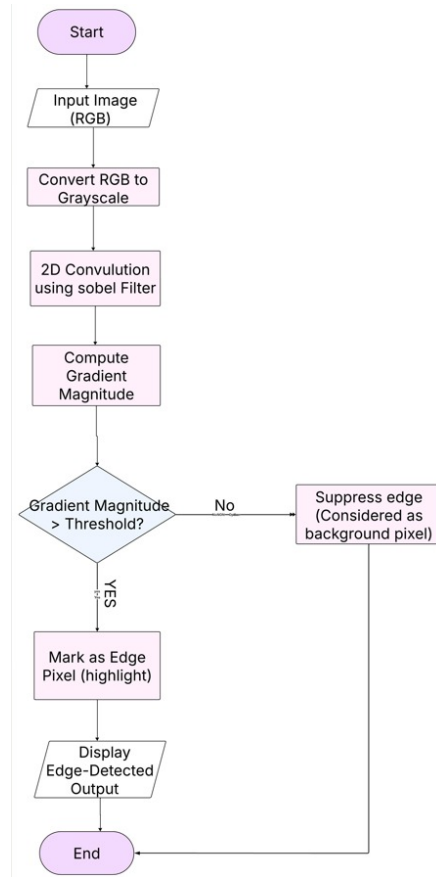 Start
Input Image
(RGB)
Convert RGB to
Grayscale
2D Convulution
using sobel Filter
Compute
Gradient
Magnitude
Gradient Magnitude
> Threshold?
No
Suppress edge
(Considered as
background pixel)
YES
Mark as Edge
Pixel (highlight)
Display
Edge-Detected
Output
End